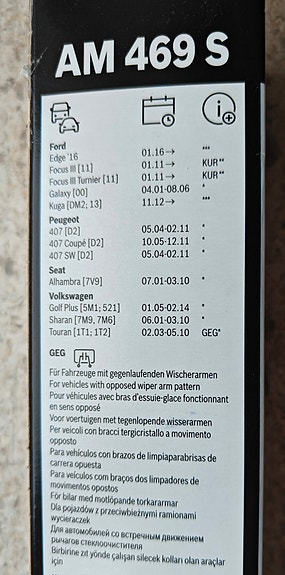 AM 469 S
Ford
Edge '16 01.16→ ***
Focus III [11] 01.11→ KUR**
Focus III Turnier [11] 01.11→ KUR**
Galaxy [00] 04.01-08.06 *
Kuga [DM2; 13] 11.12→ ***
Peugeot
407 [D2] 05.04-02.11 *
407 Coupé [D2] 10.05-12.11 *
407 SW [D2] 05.04-02.11 *
Seat
Alhambra [7V9] 07.01-03.10 *
Volkswagen
Golf Plus [5M1; 521] 01.05-02.14 *
Sharan [7M9, 7M6] 06.01-03.10 *
Touran [1T1; 1T2] 02.03-05.10 GEG*
GEG
Für Fahrzeuge mit gegenlaufenden Wischerarmen
For vehicles with opposed wiper arm pattern
Pour véhicules avec bras d'essuie-glace fonctionnant
en sens opposé
Voor voertuigen met tegenlopende wisserarmen
Per veicoli con bracci tergicristallo a movimento
opposto
Para vehículos con brazos de limpiaparabrisas de
carrera opuesta
Para veículos com braços dos limpadores de
movimentos opostos
För bilar med motlöpande torkararmar
Dla pojazdów z przeciwbieżnymi ramionami
wycieraczek
Для автомобилей со встречным движением
рычагов стеклоочистителя
Birbirine zıt yönde çalışan silecek kolları olan araçlar
için